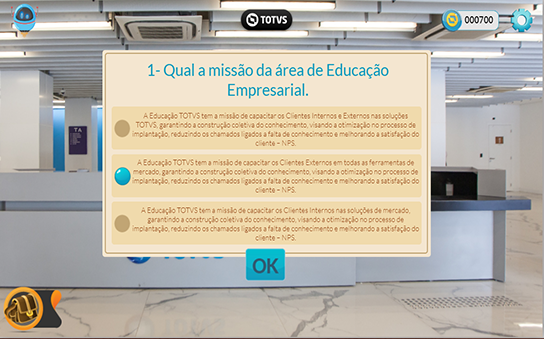 TOTVS
000700
1- Qual a missão da área de Educação
Empresarial.
A Educação TOTVS tem a missão de capacitar os Clientes Internos e Externos nas soluções
TOTVS, garantindo a construção coletiva do conhecimento, visando a otimização no processo de
implantação, reduzindo os chamados ligados a falta de conhecimento e melhorando a satisfação do
cliente – NPS.
A Educação TOTVS tem a missão de capacitar os Clientes Externos em todas as ferramentas de
mercado, garantindo a construção coletiva do conhecimento, visando a otimização no processo de
implantação, reduzindo os chamados ligados a falta de conhecimento e melhorando a satisfação do
cliente – NPS.
A Educação TOTVS tem a missão de capacitar os Clientes Internos nas soluções de mercado,
garantindo a construção coletiva do conhecimento, visando a otimização no processo de
implantação, reduzindo os chamados ligados a falta de conhecimento e melhorando a satisfação do
cliente – NPS.
OK